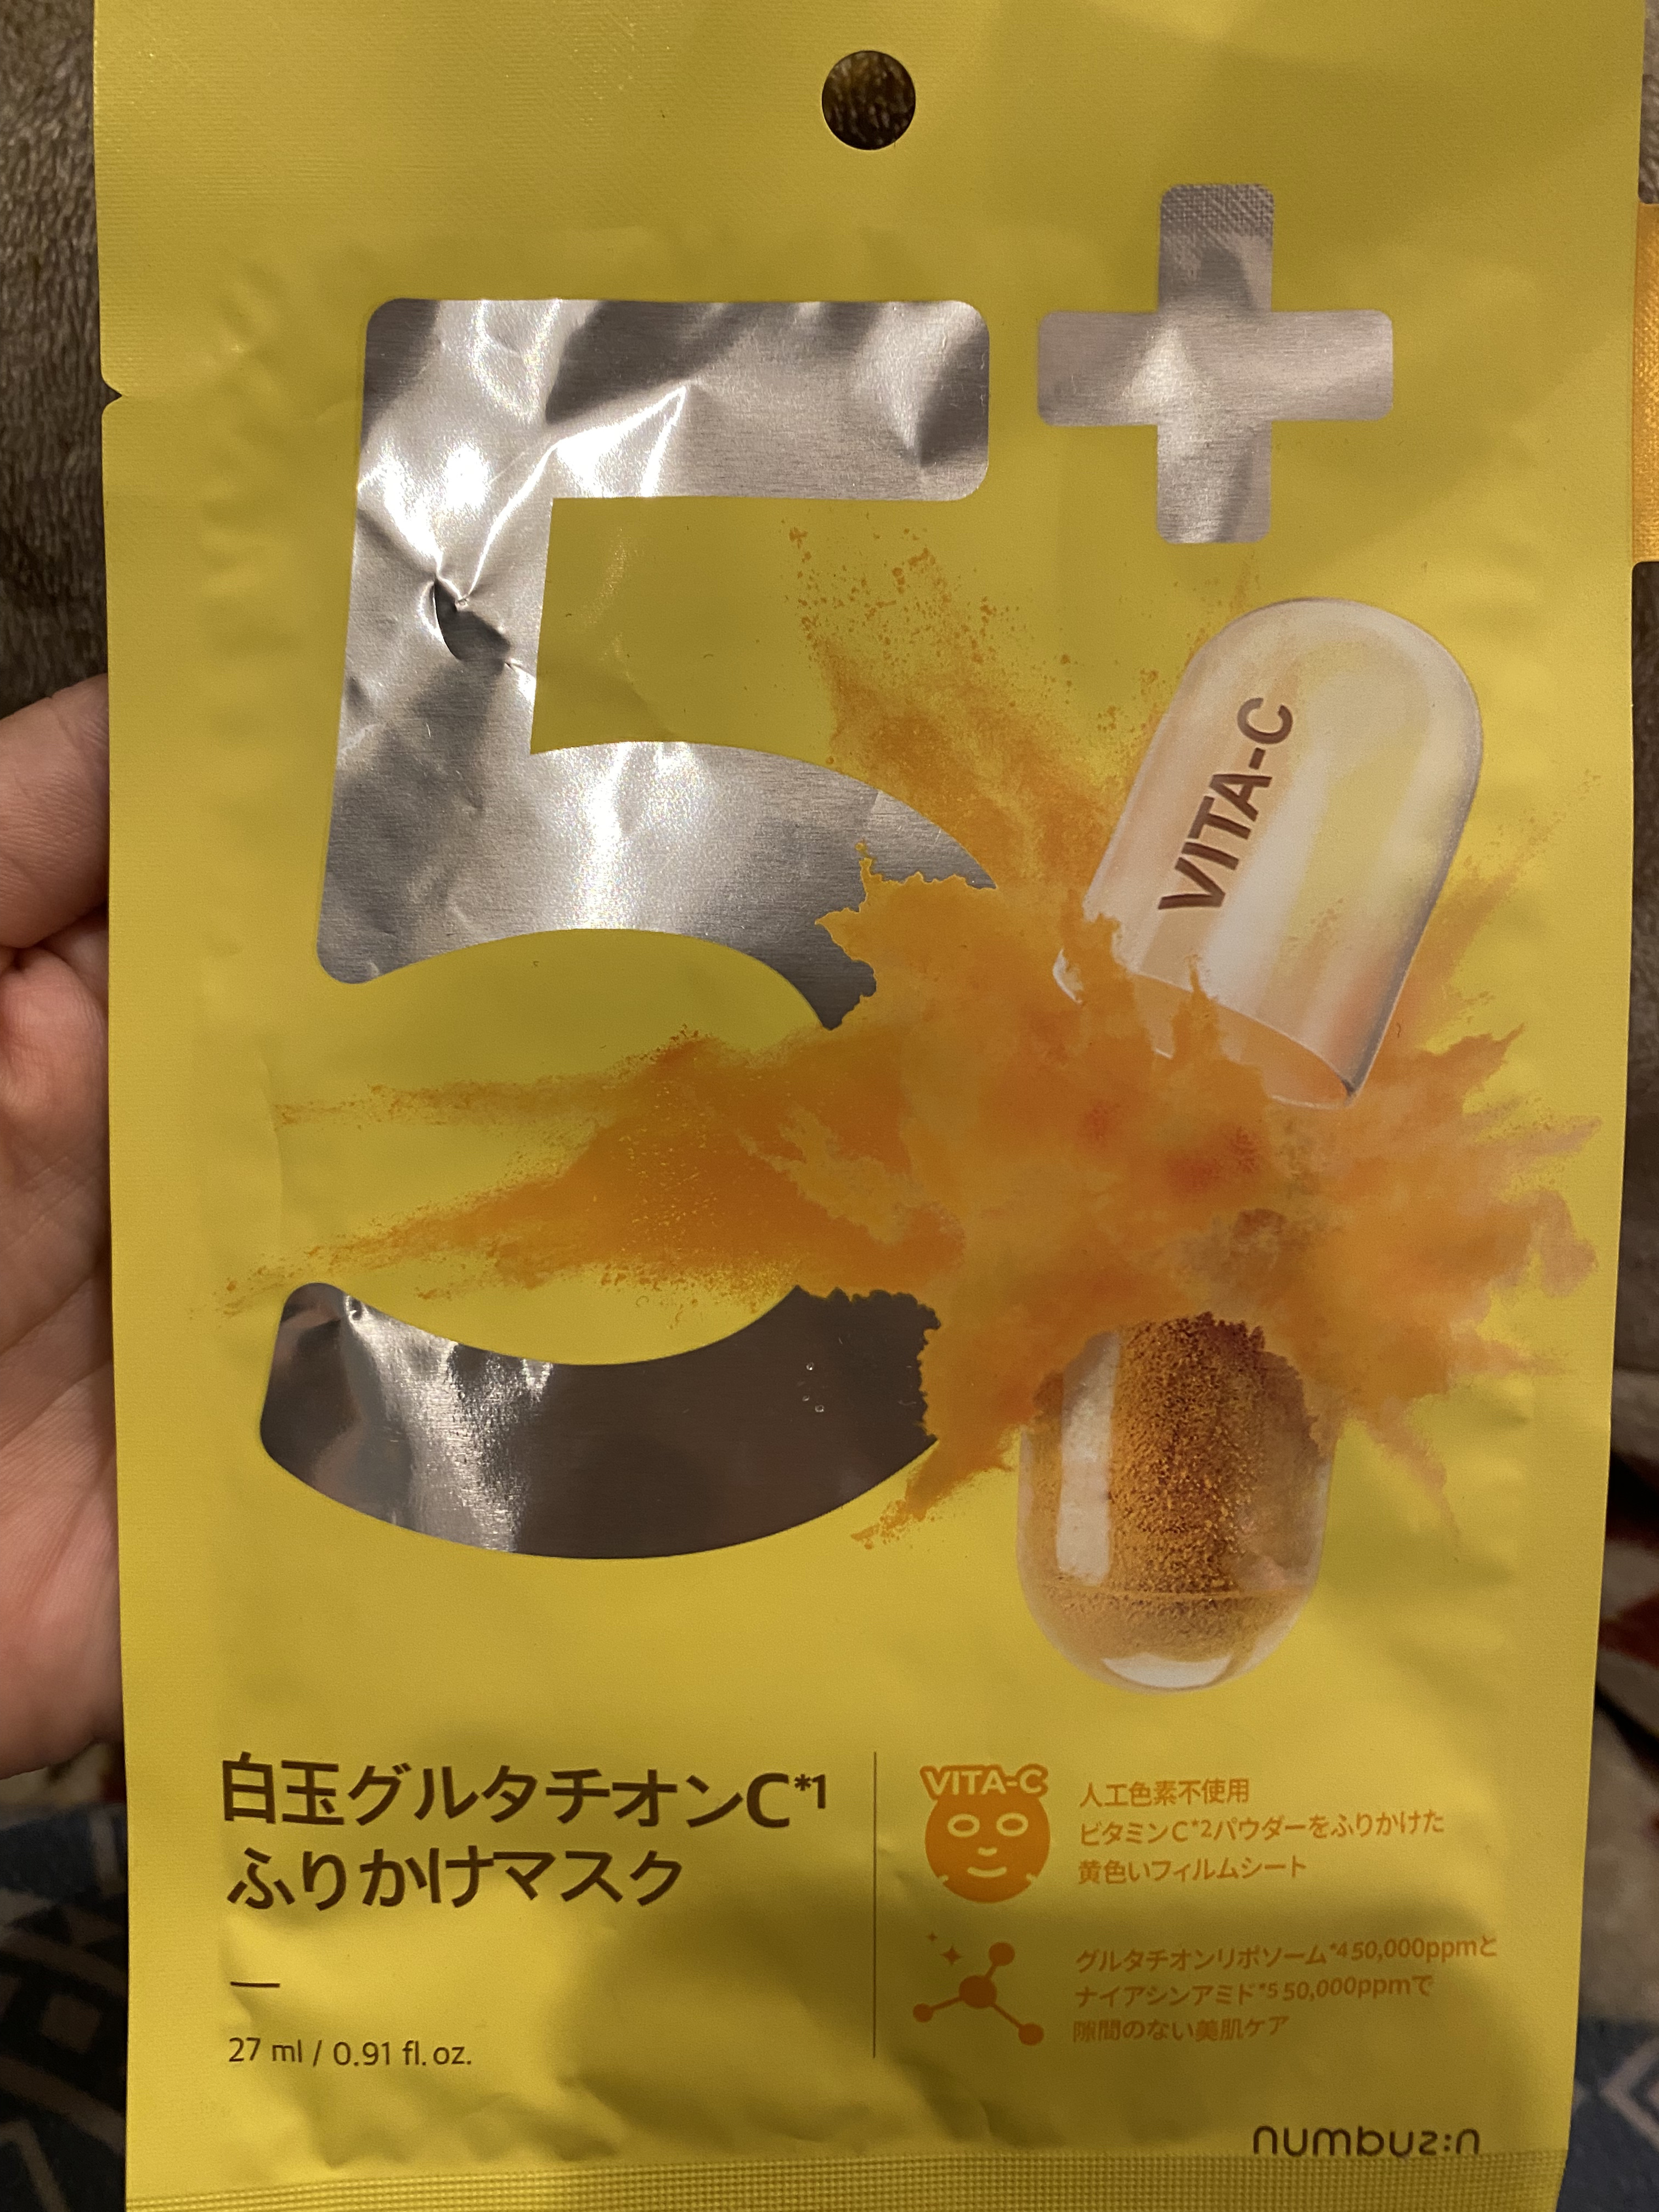 5+
VITA-C
白玉グルタチオンC*1
ふりかけマスク
27 ml / 0.91 fl. oz.
VITA-C
人工色素不使用
ビタミンC*2パウダーをふりかけた
黄色いフィルムシート
グルタチオンリポソーム*4 50,000ppmと
ナイアシンアミド*5 50,000ppmで
隙間のない美肌ケア
numbuz:n